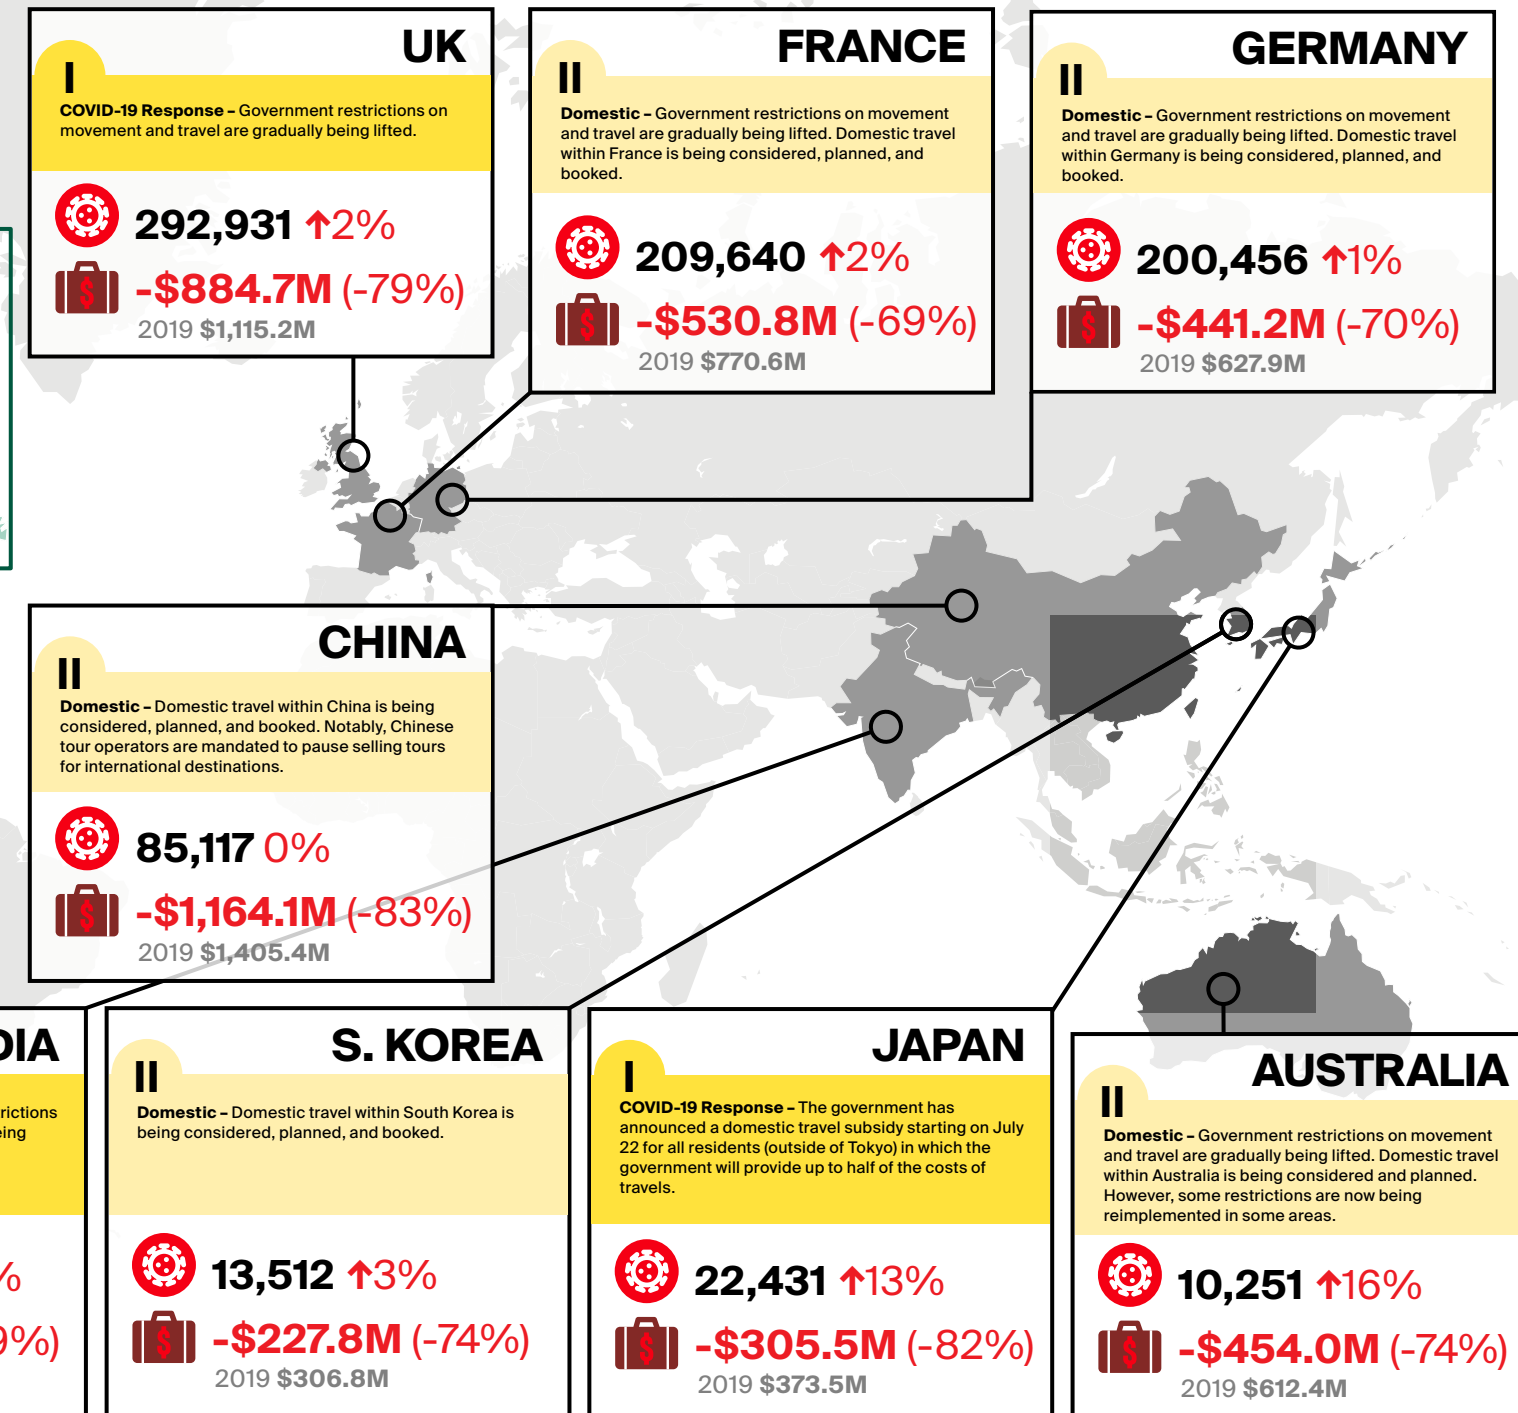 UK
I
COVID-19 Response – Government restrictions on
movement and travel are gradually being lifted.
292,931 ↑2%
$
-$884.7M (-79%)
2019 $1,115.2M
FRANCE
II
Domestic – Government restrictions on movement
and travel are gradually being lifted. Domestic travel
within France is being considered, planned, and
booked.
209,640 ↑2%
$
-$530.8M (-69%)
2019 $770.6M
GERMANY
II
Domestic – Government restrictions on movement
and travel are gradually being lifted. Domestic travel
within Germany is being considered, planned, and
booked.
200,456 ↑1%
$
-$441.2M (-70%)
2019 $627.9M
CHINA
II
Domestic – Domestic travel within China is being
considered, planned, and booked. Notably, Chinese
tour operators are mandated to pause selling tours
for international destinations.
85,117 0%
$
-$1,164.1M (-83%)
2019 $1,405.4M
DIA
rictions
eing
%
9%)
S. KOREA
II
Domestic – Domestic travel within South Korea is
being considered, planned, and booked.
13,512 ↑3%
$
-$227.8M (-74%)
2019 $306.8M
JAPAN
I
COVID-19 Response – The government has
announced a domestic travel subsidy starting on July
22 for all residents (outside of Tokyo) in which the
government will provide up to half of the costs of
travels.
22,431 ↑13%
$
-$305.5M (-82%)
2019 $373.5M
AUSTRALIA
II
Domestic – Government restrictions on movement
and travel are gradually being lifted. Domestic travel
within Australia is being considered and planned.
However, some restrictions are now being
reimplemented in some areas.
10,251 ↑16%
$
-$454.0M (-74%)
2019 $612.4M